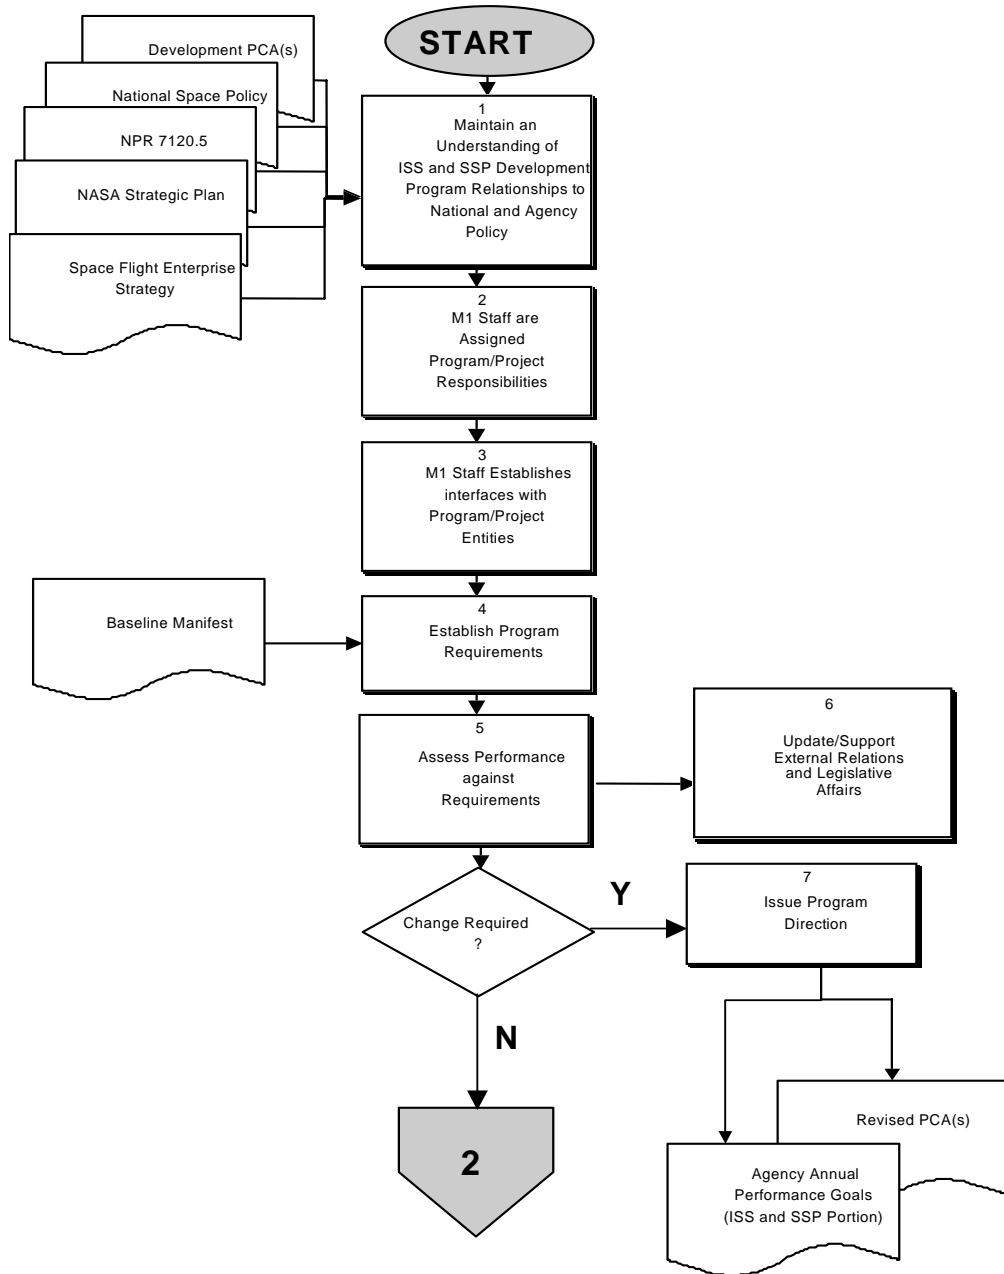 START
Development PCA(s)
National Space Policy
NPR 7120.5
NASA Strategic Plan
Space Flight Enterprise
Strategy
1
Maintain an
Understanding of
ISS and SSP Development
Program Relationships to
National and Agency
Policy
2
M1 Staff are
Assigned
Program/Project
Responsibilities
3
M1 Staff Establishes
interfaces with
Program/Project
Entities
Baseline Manifest
4
Establish Program
Requirements
5
Assess Performance
against
Requirements
6
Update/Support
External Relations
and Legislative
Affairs
Change Required
?
Y
7
Issue Program
Direction
N
2
Revised PCA(s)
Agency Annual
Performance Goals
(ISS and SSP Portion)